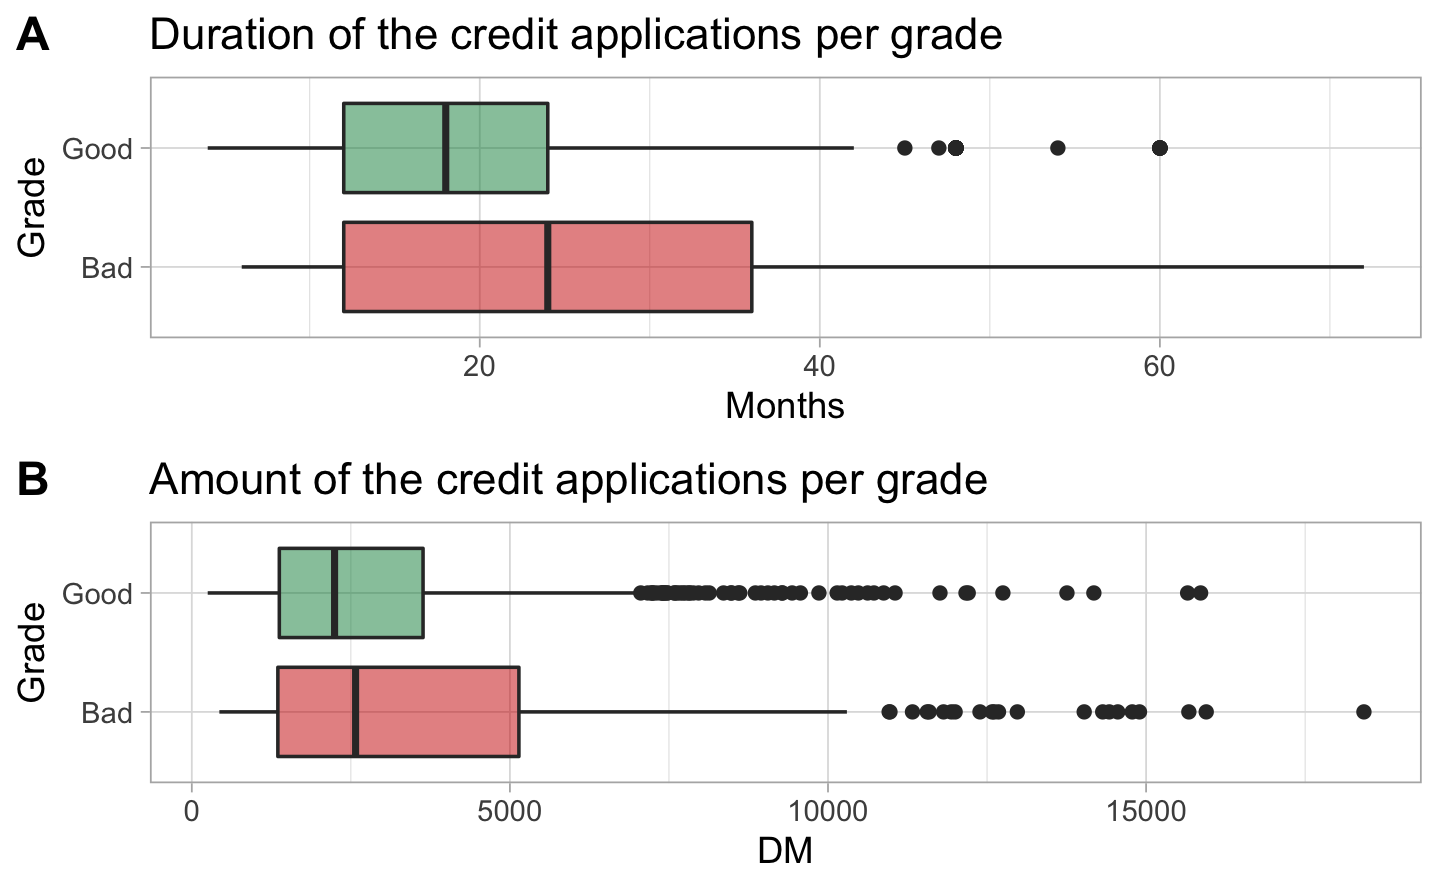 A
Duration of the credit applications per grade
Grade
Good
Bad
20 40 60
Months
B
Amount of the credit applications per grade
Grade
Good
Bad
0 5000 10000 15000
DM